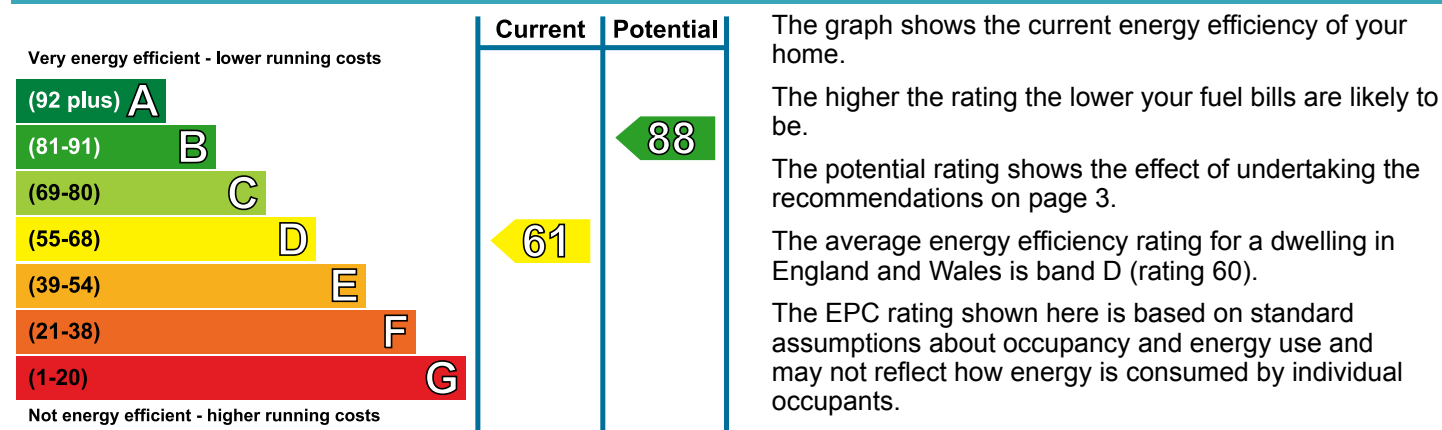 Current Potential
Very energy efficient - lower running costs
(92 plus) A
(81-91) B
88
(69-80) C
(55-68) D
61
(39-54) E
(21-38) F
(1-20) G
Not energy efficient - higher running costs
The graph shows the current energy efficiency of your
home.
The higher the rating the lower your fuel bills are likely to
be.
The potential rating shows the effect of undertaking the
recommendations on page 3.
The average energy efficiency rating for a dwelling in
England and Wales is band D (rating 60).
The EPC rating shown here is based on standard
assumptions about occupancy and energy use and
may not reflect how energy is consumed by individual
occupants.